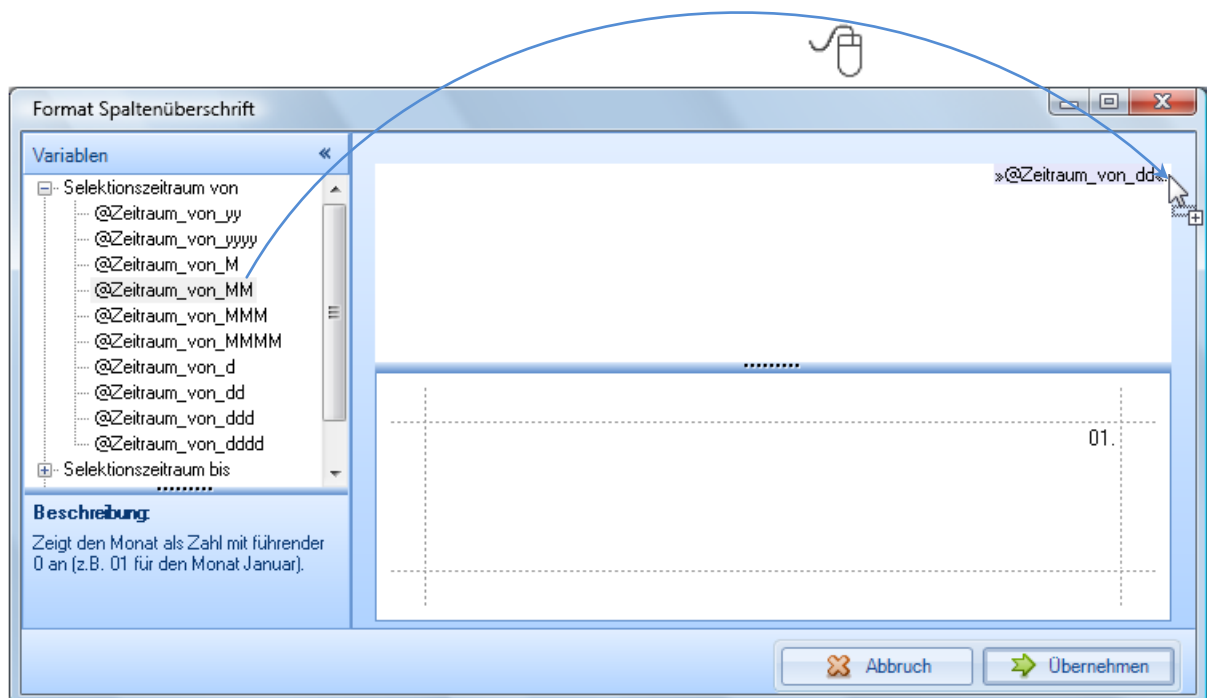 Format Spaltenüberschrift
Variablen «
Selektionszeitraum von
@Zeitraum_von_yy
@Zeitraum_von_yyyy
@Zeitraum_von_M
@Zeitraum_von_MM
@Zeitraum_von_MMM
@Zeitraum_von_MMMM
@Zeitraum_von_d
@Zeitraum_von_dd
@Zeitraum_von_ddd
@Zeitraum_von_dddd
Selektionszeitraum bis
Beschreibung:
Zeigt den Monat als Zahl mit führender
0 an (z.B. 01 für den Monat Januar).
»@Zeitraum_von_dd«.
01.
Abbruch
Übernehmen